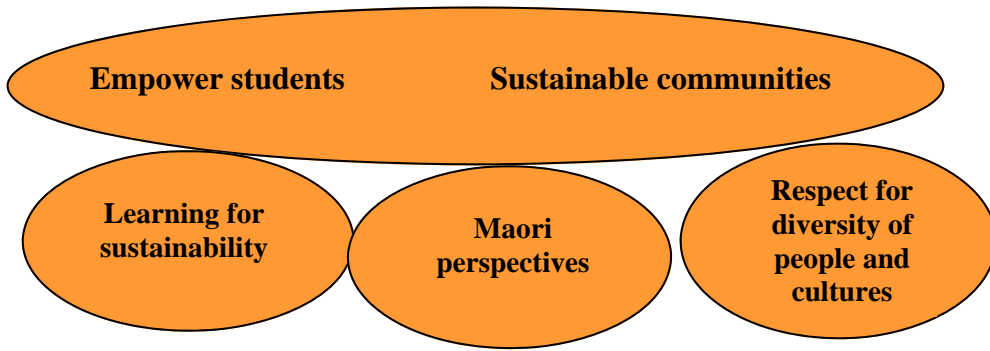 Empower students
Sustainable communities
Learning for
sustainability
Maori
perspectives
Respect for
diversity of
people and
cultures